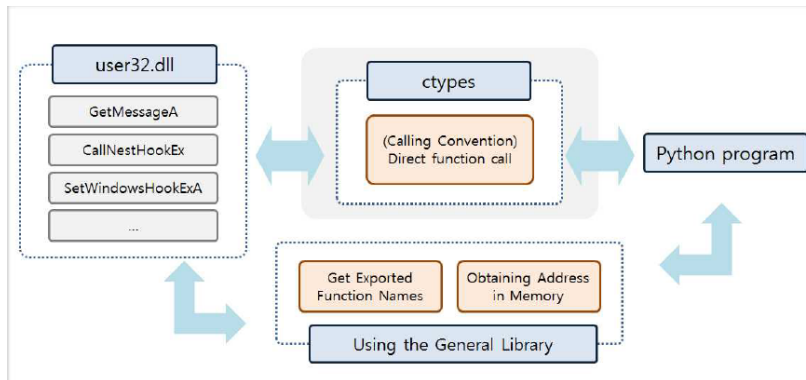 user32.dll
GetMessageA
CallNestHookEx
SetWindowsHookExA
...
ctypes
(Calling Convention)
Direct function call
Python program
Get Exported
Function Names
Obtaining Address
in Memory
Using the General Library